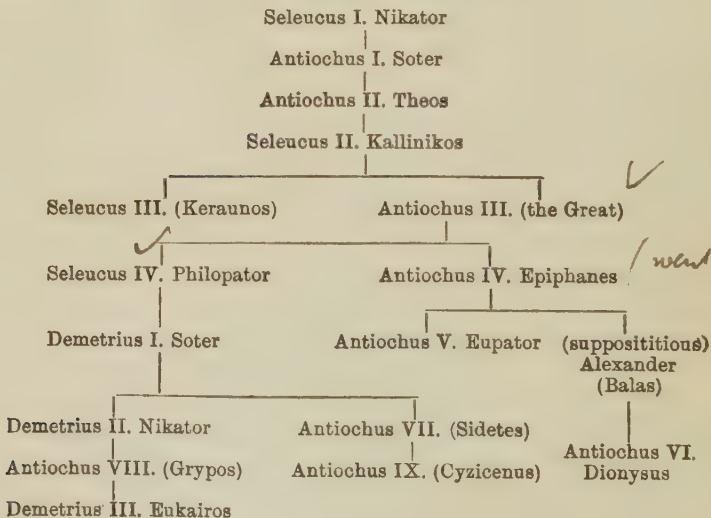 Seleucus I. Nikator
Antiochus I. Soter
Antiochus II. Theos
Seleucus II. Kallinikos
Seleucus III. (Keraunos) Antiochus III. (the Great)
Seleucus IV. Philopator Antiochus IV. Epiphanes
Demetrius I. Soter Antiochus V. Eupator (supposititious)
Alexander
(Balas)
Demetrius II. Nikator Antiochus VII. (Sidetes)
Antiochus VI.
Antiochus VIII. (Grypos) Antiochus IX. (Cyzicenus) Dionysus
Demetrius III. Eukairos